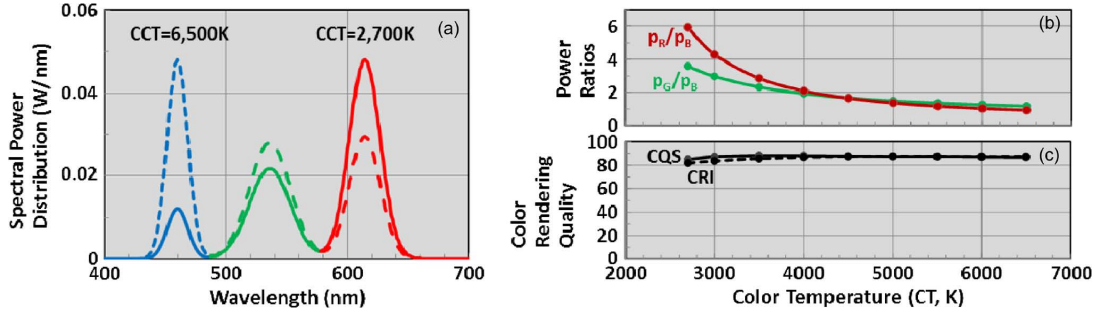 CCT=6,500K
CCT=2,700K
(a)
Spectral Power
Distribution (W/nm)
0.06
0.04
0.02
0
400
500
600
700
Wavelength (nm)
(b)
pR/pB
pG/pB
Power
Ratios
6
4
2
0
(c)
CQS
CRI
Color
Rendering
Quality
100
80
60
40
20
0
2000
3000
4000
5000
6000
7000
Color Temperature (CT, K)